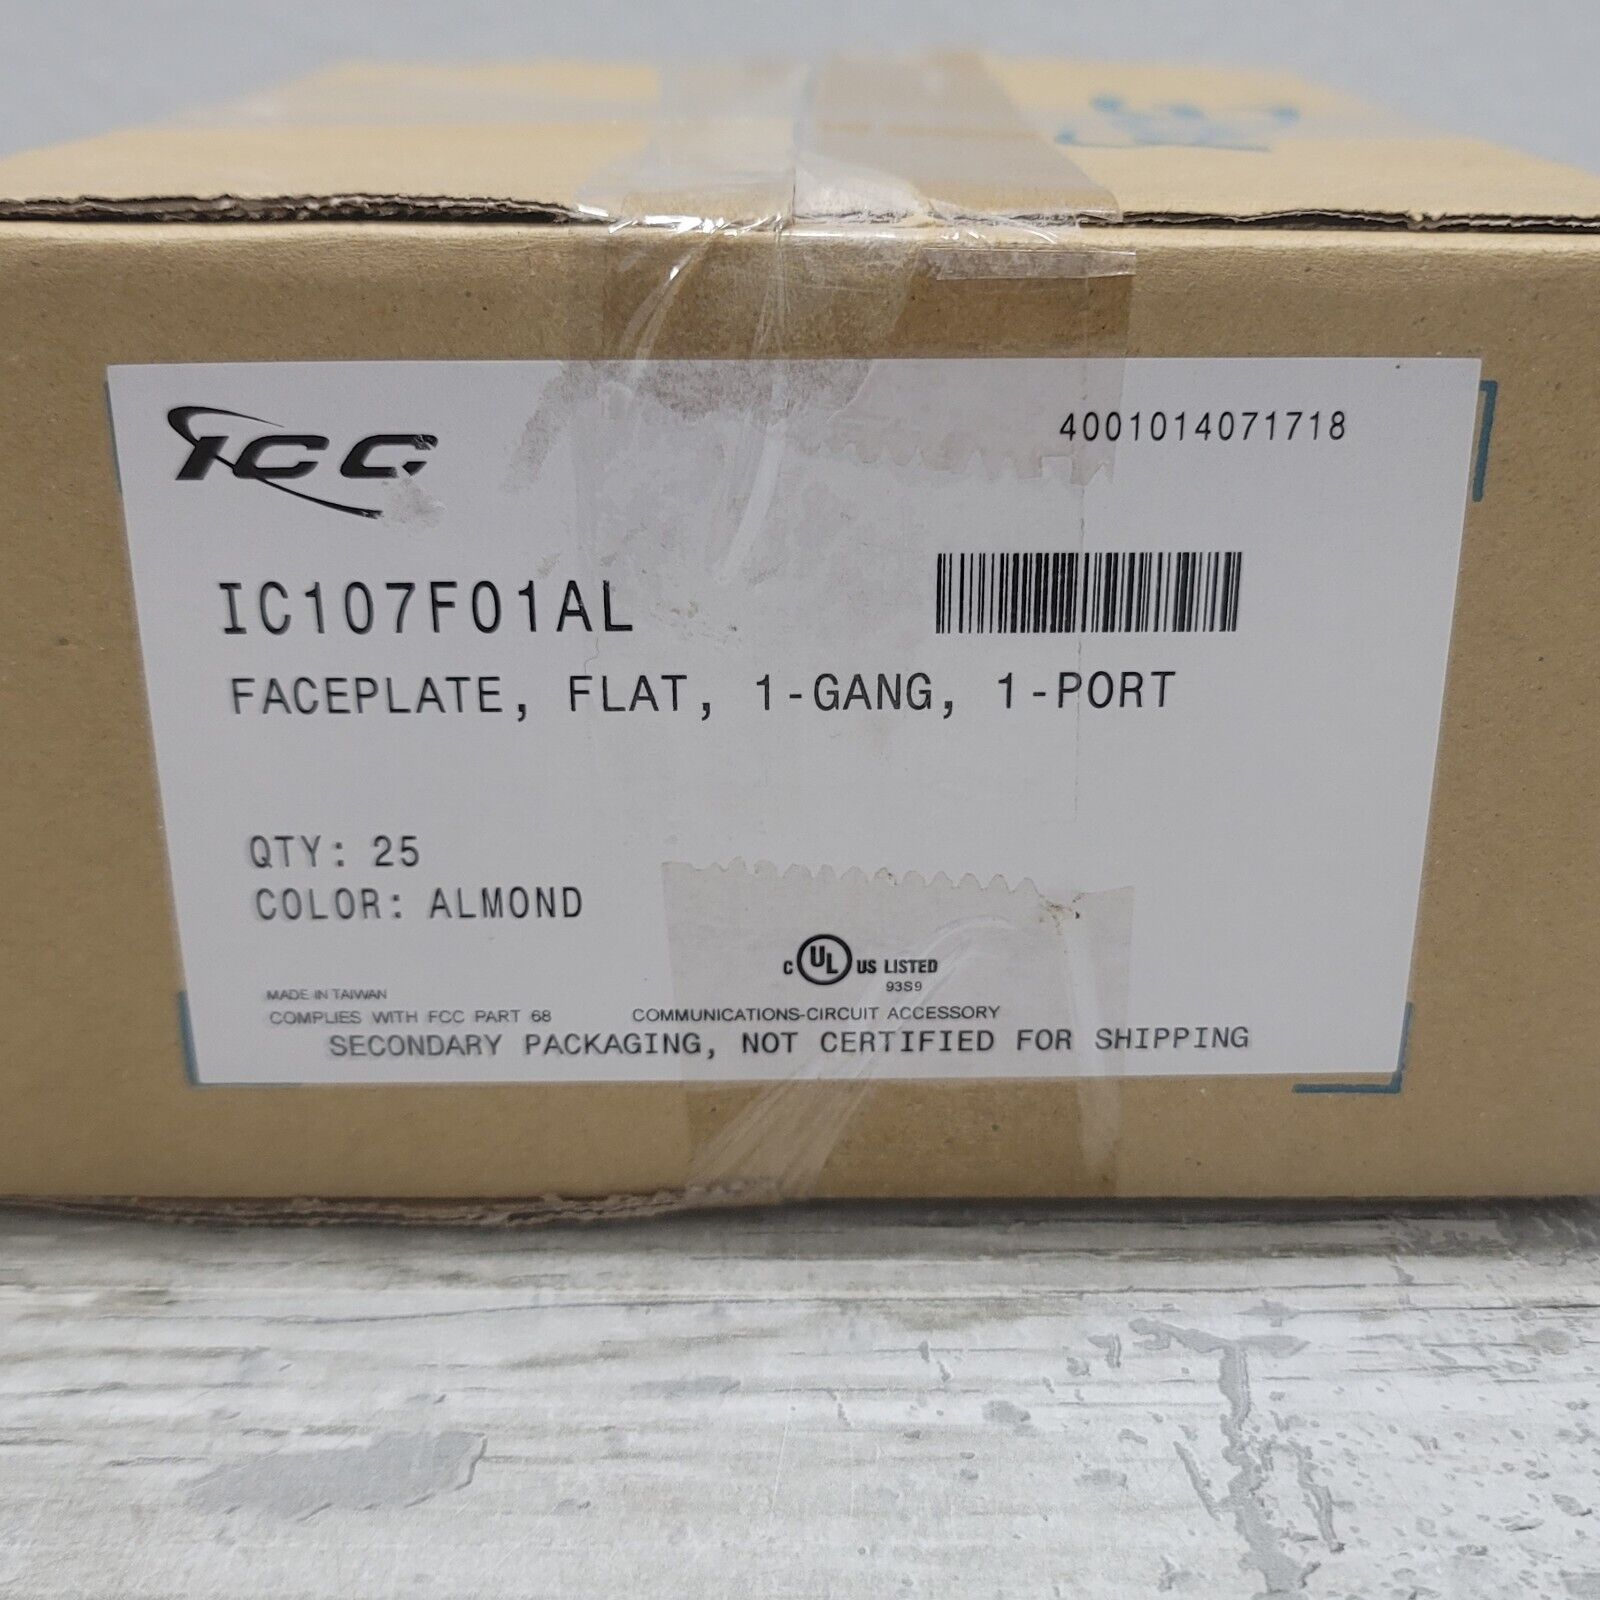 ICC
4001014071718
IC107F01AL
FACEPLATE, FLAT, 1-GANG, 1-PORT
QTY: 25
COLOR: ALMOND
C UL US LISTED
93S9
MADE IN TAIWAN
COMPLIES WITH FCC PART 68
COMMUNICATIONS-CIRCUIT ACCESSORY
SECONDARY PACKAGING, NOT CERTIFIED FOR SHIPPING